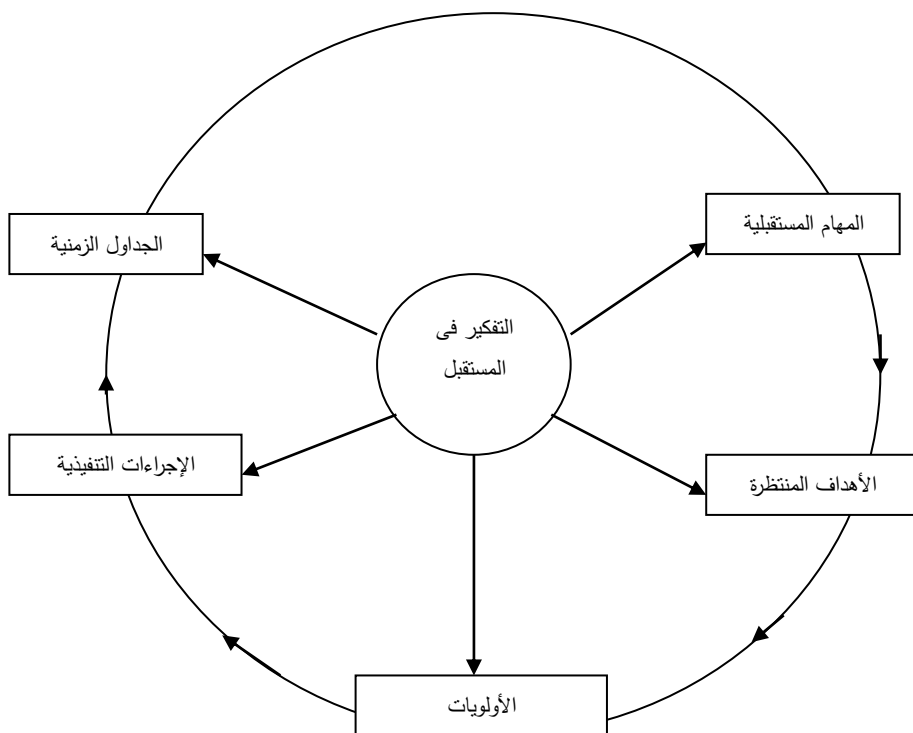 المهام المستقبلية
الجداول الزمنية
التفكير فى
المستقبل
الإجراءات التنفيذية
الأهداف المنتظرة
الأولويات